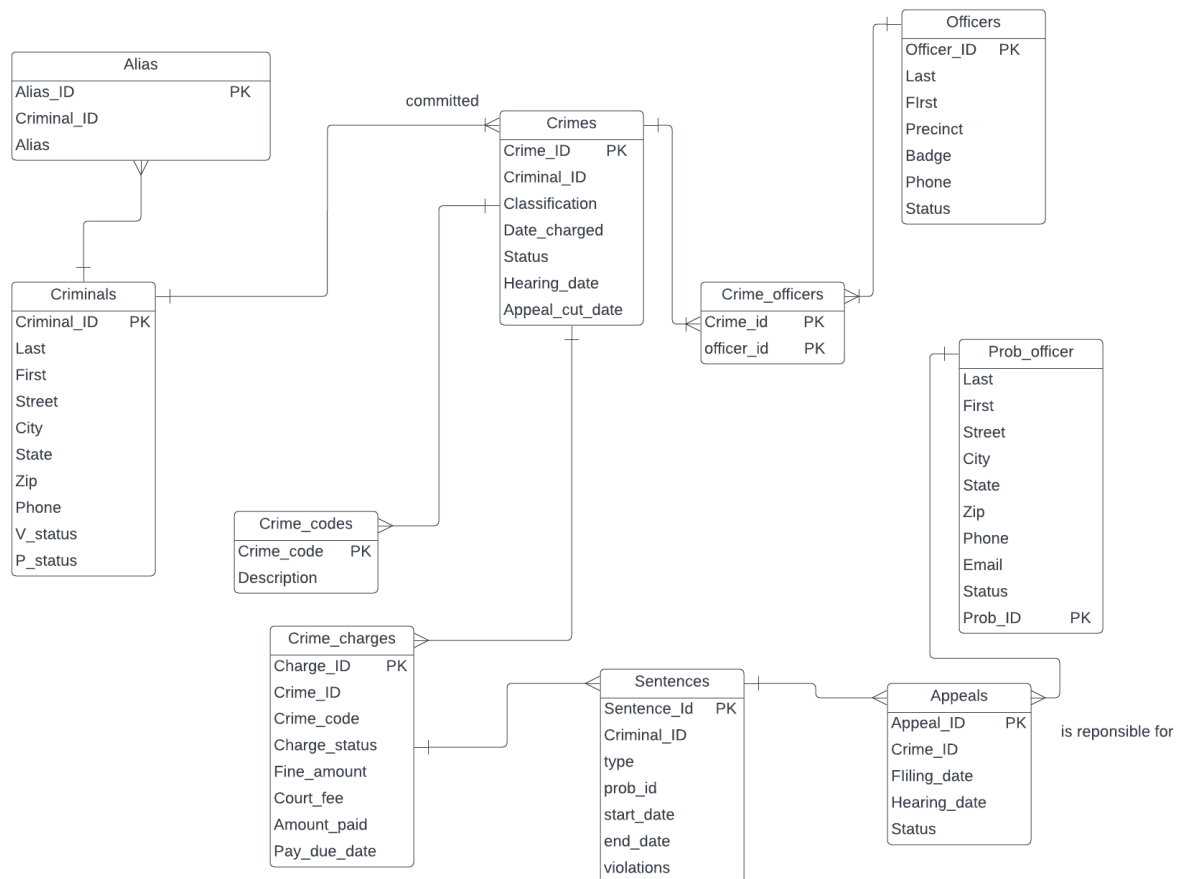 Officers
Officer_ID PK
Last
FIrst
Precinct
Badge
Phone
Status
Alias
Alias_ID PK
Criminal_ID
Alias
committed
Crimes
Crime_ID PK
Criminal_ID
Classification
Date_charged
Status
Hearing_date
Appeal_cut_date
Criminals
Criminal_ID PK
Last
First
Street
City
State
Zip
Phone
V_status
P_status
Crime_officers
Crime_id PK
officer_id PK
Prob_officer
Last
First
Street
City
State
Zip
Phone
Email
Status
Prob_ID PK
Crime_codes
Crime_code PK
Description
Crime_charges
Charge_ID PK
Crime_ID
Crime_code
Charge_status
Fine_amount
Court_fee
Amount_paid
Pay_due_date
Sentences
Sentence_Id PK
Criminal_ID
type
prob_id
start_date
end_date
violations
Appeals
Appeal_ID PK
Crime_ID
FIiling_date
Hearing_date
Status
is reponsible for